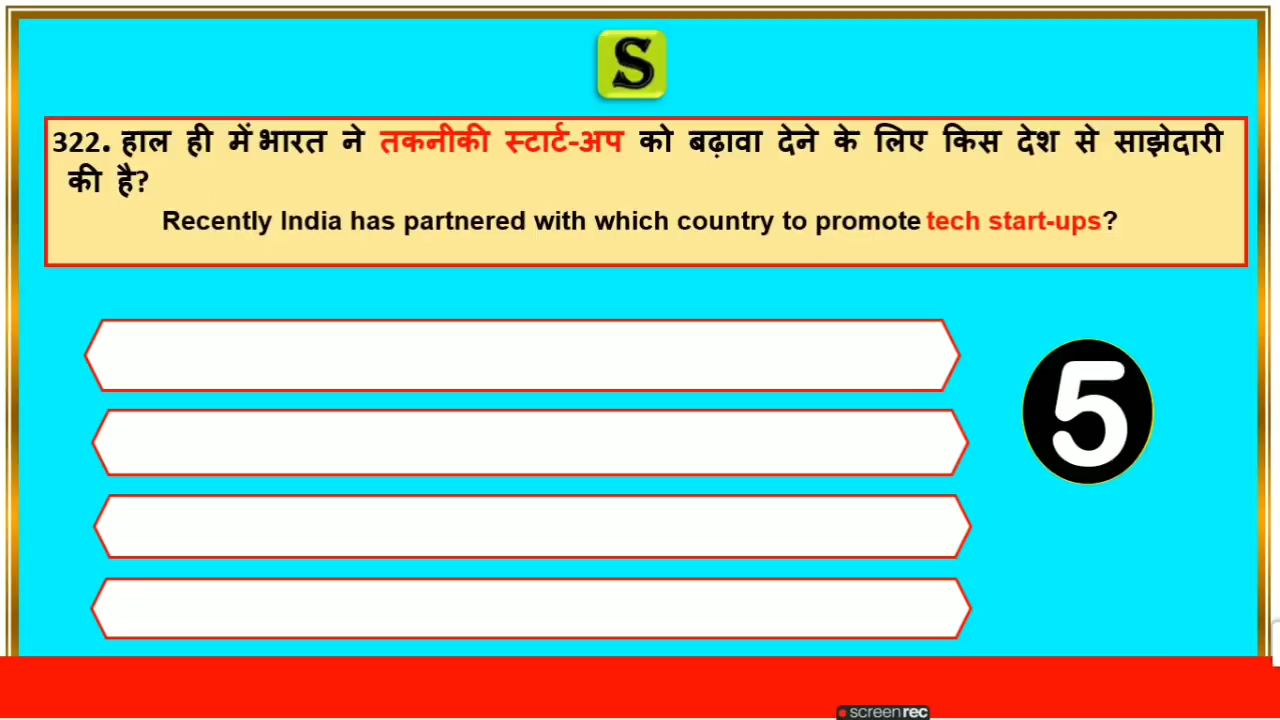 S
322. हाल ही में भारत ने तकनीकी स्टार्ट-अप को बढ़ावा देने के लिए किस देश से साझेदारी
की है?
Recently India has partnered with which country to promote tech start-ups?
5
screenrec